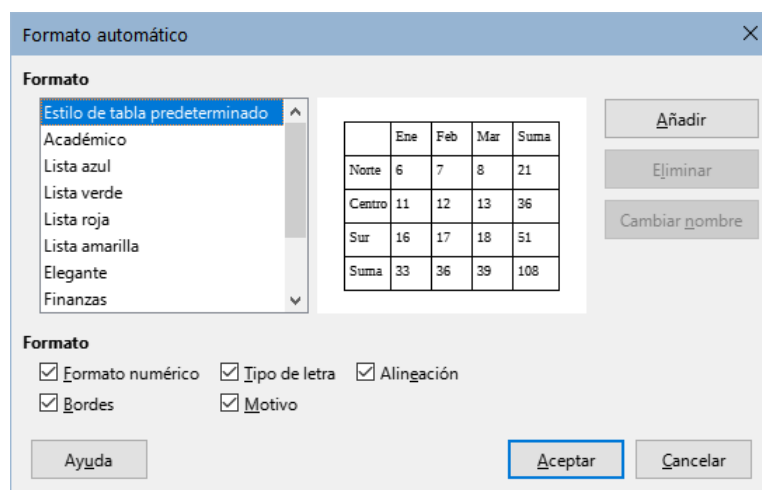 Formato automático
Formato
Estilo de tabla predeterminado
Académico
Lista azul
Lista verde
Lista roja
Lista amarilla
Elegante
Finanzas
Ene Feb Mar Suma
Norte 6 7 8 21
Centro 11 12 13 36
Sur 16 17 18 51
Suma 33 36 39 108
Añadir
Eliminar
Cambiar nombre
Formato
Formato numérico Tipo de letra Alineación
Bordes Motivo
Ayuda Aceptar Cancelar